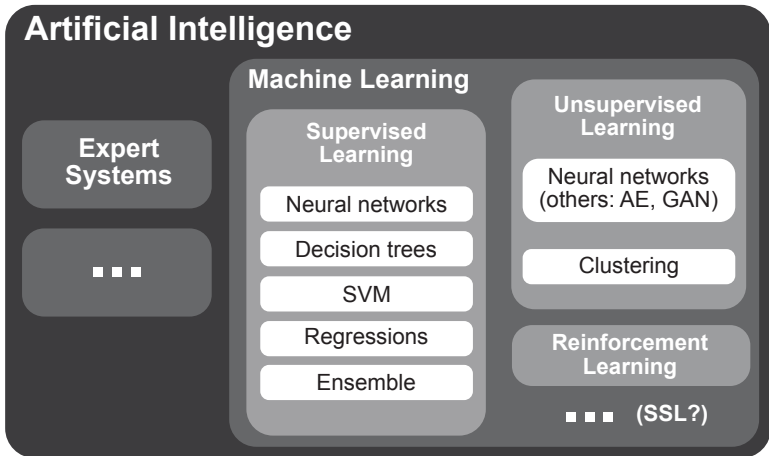 Artificial Intelligence
Expert
Systems
...
Machine Learning
Supervised
Learning
Neural networks
Decision trees
SVM
Regressions
Ensemble
Unsupervised
Learning
Neural networks
(others: AE, GAN)
Clustering
Reinforcement
Learning
... (SSL?)